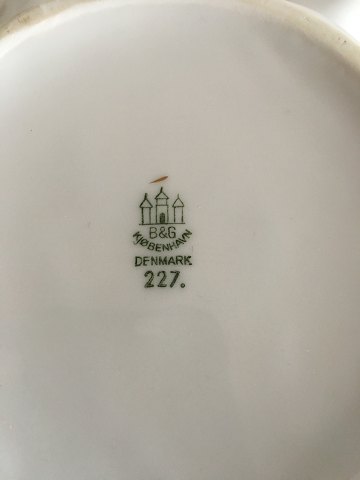 B&G
KJØBENHAVN
DENMARK
227.